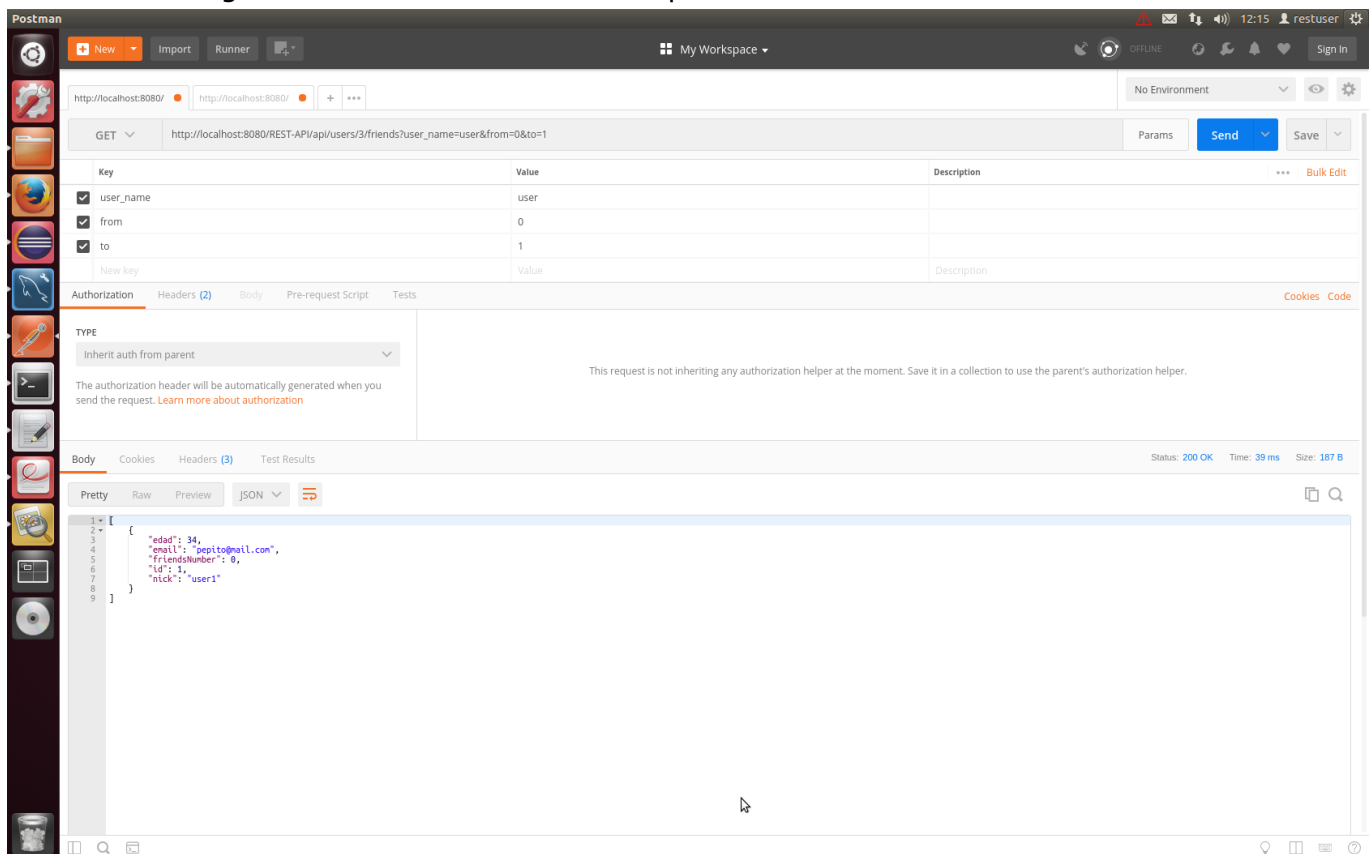 Postman 12:15 restuser
New Import Runner My Workspace OFFLINE Sign In
http://localhost:8080/ http://localhost:8080/ + ••• No Environment
GET http://localhost:8080/REST-API/api/users/3/friends?user_name=user&from=0&to=1 Params Send Save
Key Value Description ••• Bulk Edit
user_name user
from 0
to 1
New key Value Description
Authorization Headers (2) Body Pre-request Script Tests Cookies Code
TYPE
Inherit auth from parent
The authorization header will be automatically generated when you
send the request. Learn more about authorization
This request is not inheriting any authorization helper at the moment. Save it in a collection to use the parent's authorization helper.
Body Cookies Headers (3) Test Results Status: 200 OK Time: 39 ms Size: 187 B
Pretty Raw Preview JSON
1 [
2 {
3 "edad": 34,
4 "email": "pepito@mail.com",
5 "friendsNumber": 0,
6 "id": 1,
7 "nick": "user1"
8 }
9 ]